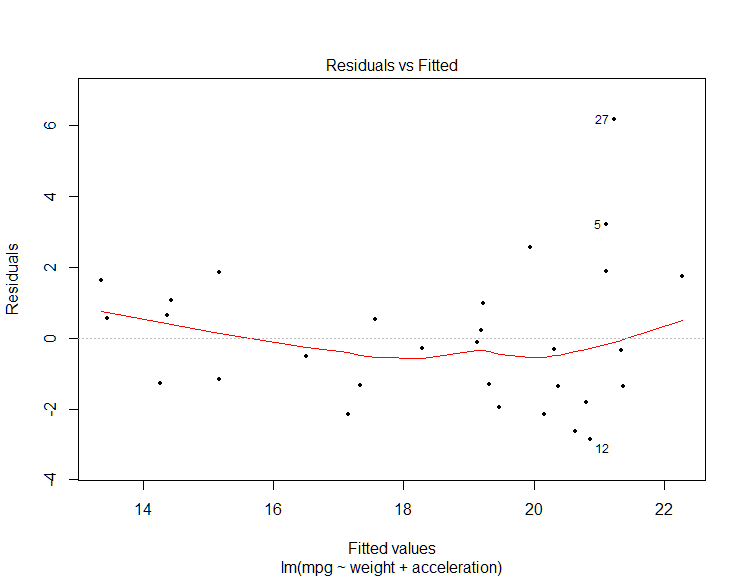 Residuals vs Fitted
Residuals
6
4
2
0
-2
-4
27
5
12
14 16 18 20 22
Fitted values
lm(mpg ~ weight + acceleration)